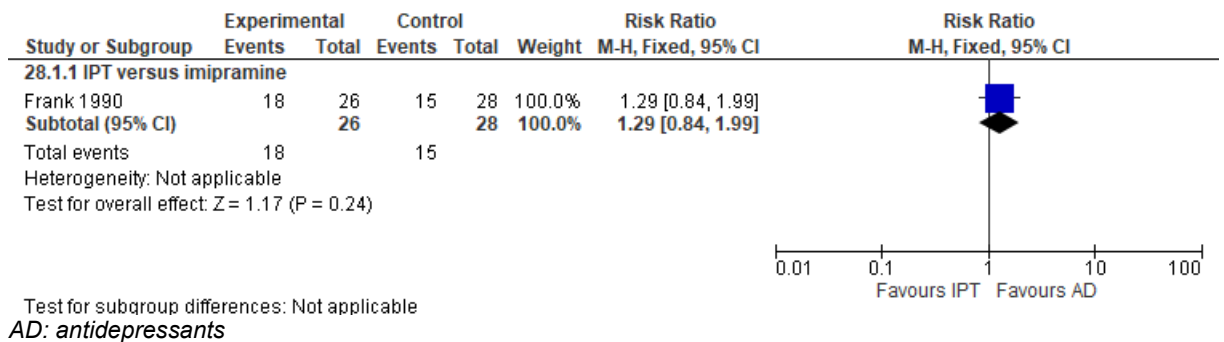 Experimental Control Risk Ratio Risk Ratio
Study or Subgroup Events Total Events Total Weight M-H, Fixed, 95% CI M-H, Fixed, 95% CI
28.1.1 IPT versus imipramine
Frank 1990 18 26 15 28 100.0% 1.29 [0.84, 1.99]
Subtotal (95% CI) 26 28 100.0% 1.29 [0.84, 1.99]
Total events 18 15
Heterogeneity: Not applicable
Test for overall effect: Z = 1.17 (P = 0.24)
0.01 0.1 1 10 100
Favours IPT Favours AD
Test for subgroup differences: Not applicable
AD: antidepressants